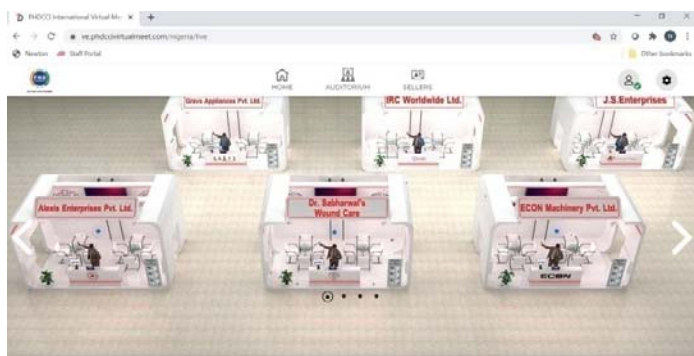 PHDCCI International Virtual Me
ve.phdccivirtualmeet.com/nigeria/live
Newton
Staff Portal
Other bookmarks
HOME
AUDITORIUM
SELLERS
Gravs Appliances Pvt. Ltd.
IRC Worldwide Ltd.
J.S.Enterprises
Alexis Enterprises Pvt. Ltd.
Dr. Sabharwal's
Wound Care
ECON Machinery Pvt. Ltd.
ECON